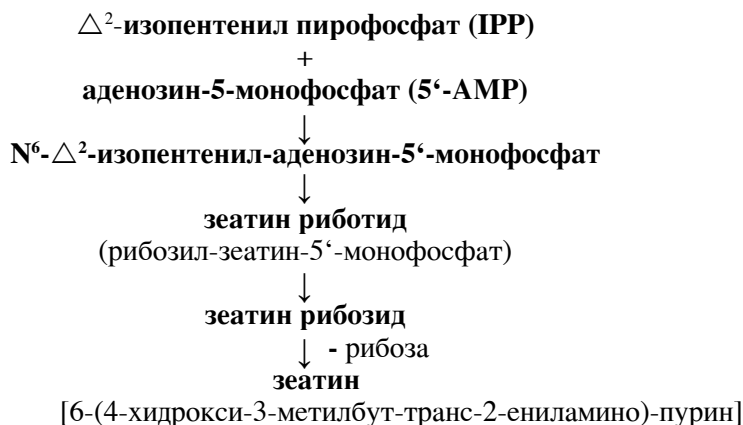 △²-изопентенил пирофосфат (IPP)
+
аденозин-5-монофосфат (5‘-AMP)
↓
N⁶-△²-изопентенил-аденозин-5‘-монофосфат
↓
зеатин риботид
(рибозил-зеатин-5‘-монофосфат)
↓
зеатин рибозид
↓ - рибоза
зеатин
[6-(4-хидрокси-3-метилбут-транс-2-ениламино)-пурин]